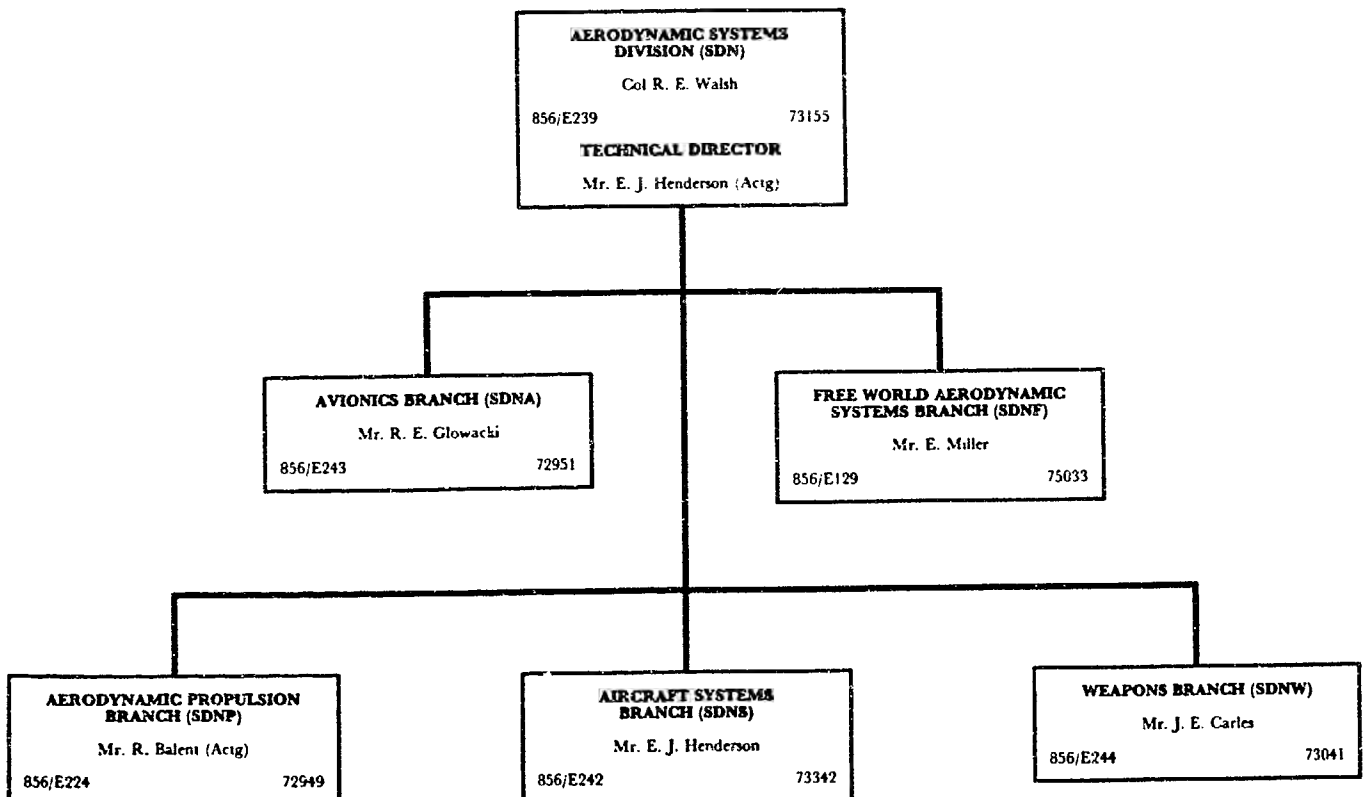 AERODYNAMIC SYSTEMS
DIVISION (SDN)
Col R. E. Walsh
856/E239 73155
TECHNICAL DIRECTOR
Mr. E. J. Henderson (Actg)
AVIONICS BRANCH (SDNA)
Mr. R. E. Glowacki
856/E243 72951
FREE WORLD AERODYNAMIC
SYSTEMS BRANCH (SDNF)
Mr. E. Miller
856/E129 75033
AERODYNAMIC PROPULSION
BRANCH (SDNP)
Mr. R. Balent (Actg)
856/E224 72949
AIRCRAFT SYSTEMS
BRANCH (SDNS)
Mr. E. J. Henderson
856/E242 73342
WEAPONS BRANCH (SDNW)
Mr. J. E. Carles
856/E244 73041